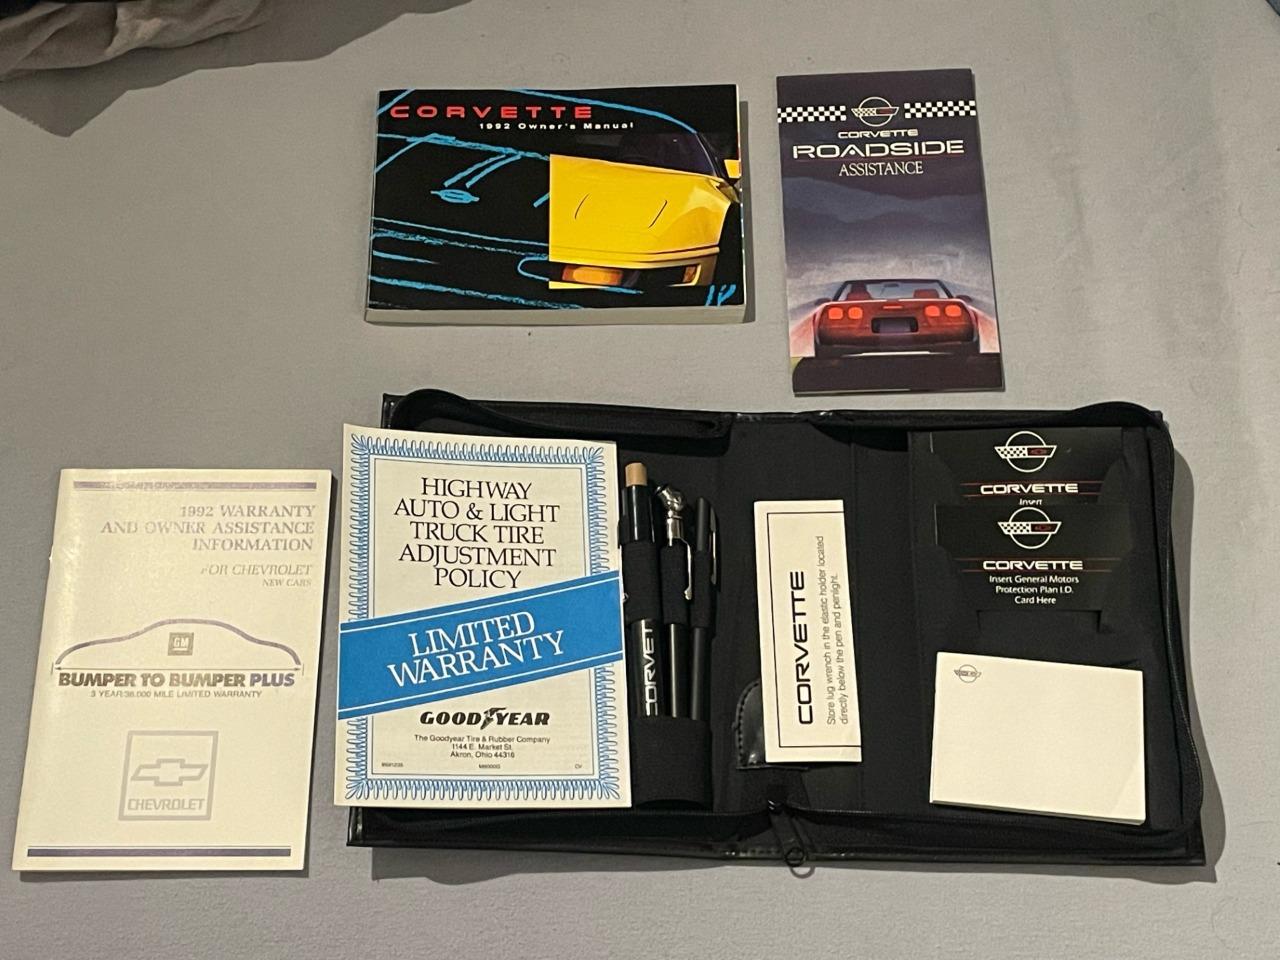 CORVETTE
1992 Owner's Manual
CORVETTE
ROADSIDE
ASSISTANCE
1992 WARRANTY
AND OWNER ASSISTANCE
INFORMATION
FOR CHEVROLET
NEW CARS
GM
BUMPER TO BUMPER PLUS
3 YEAR/36,000 MILE LIMITED WARRANTY
CHEVROLET
HIGHWAY
AUTO & LIGHT
TRUCK TIRE
ADJUSTMENT
POLICY
LIMITED
WARRANTY
GOODYEAR
The Goodyear Tire & Rubber Company
1144 E. Market St.
Akron, Ohio 44316
CV
CORVET
CORVETTE
Store lug wrench in the elastic holder located
directly below the pen and penlight.
CORVETTE
Insert
CORVETTE
Insert General Motors
Protection Plan I.D.
Card Here